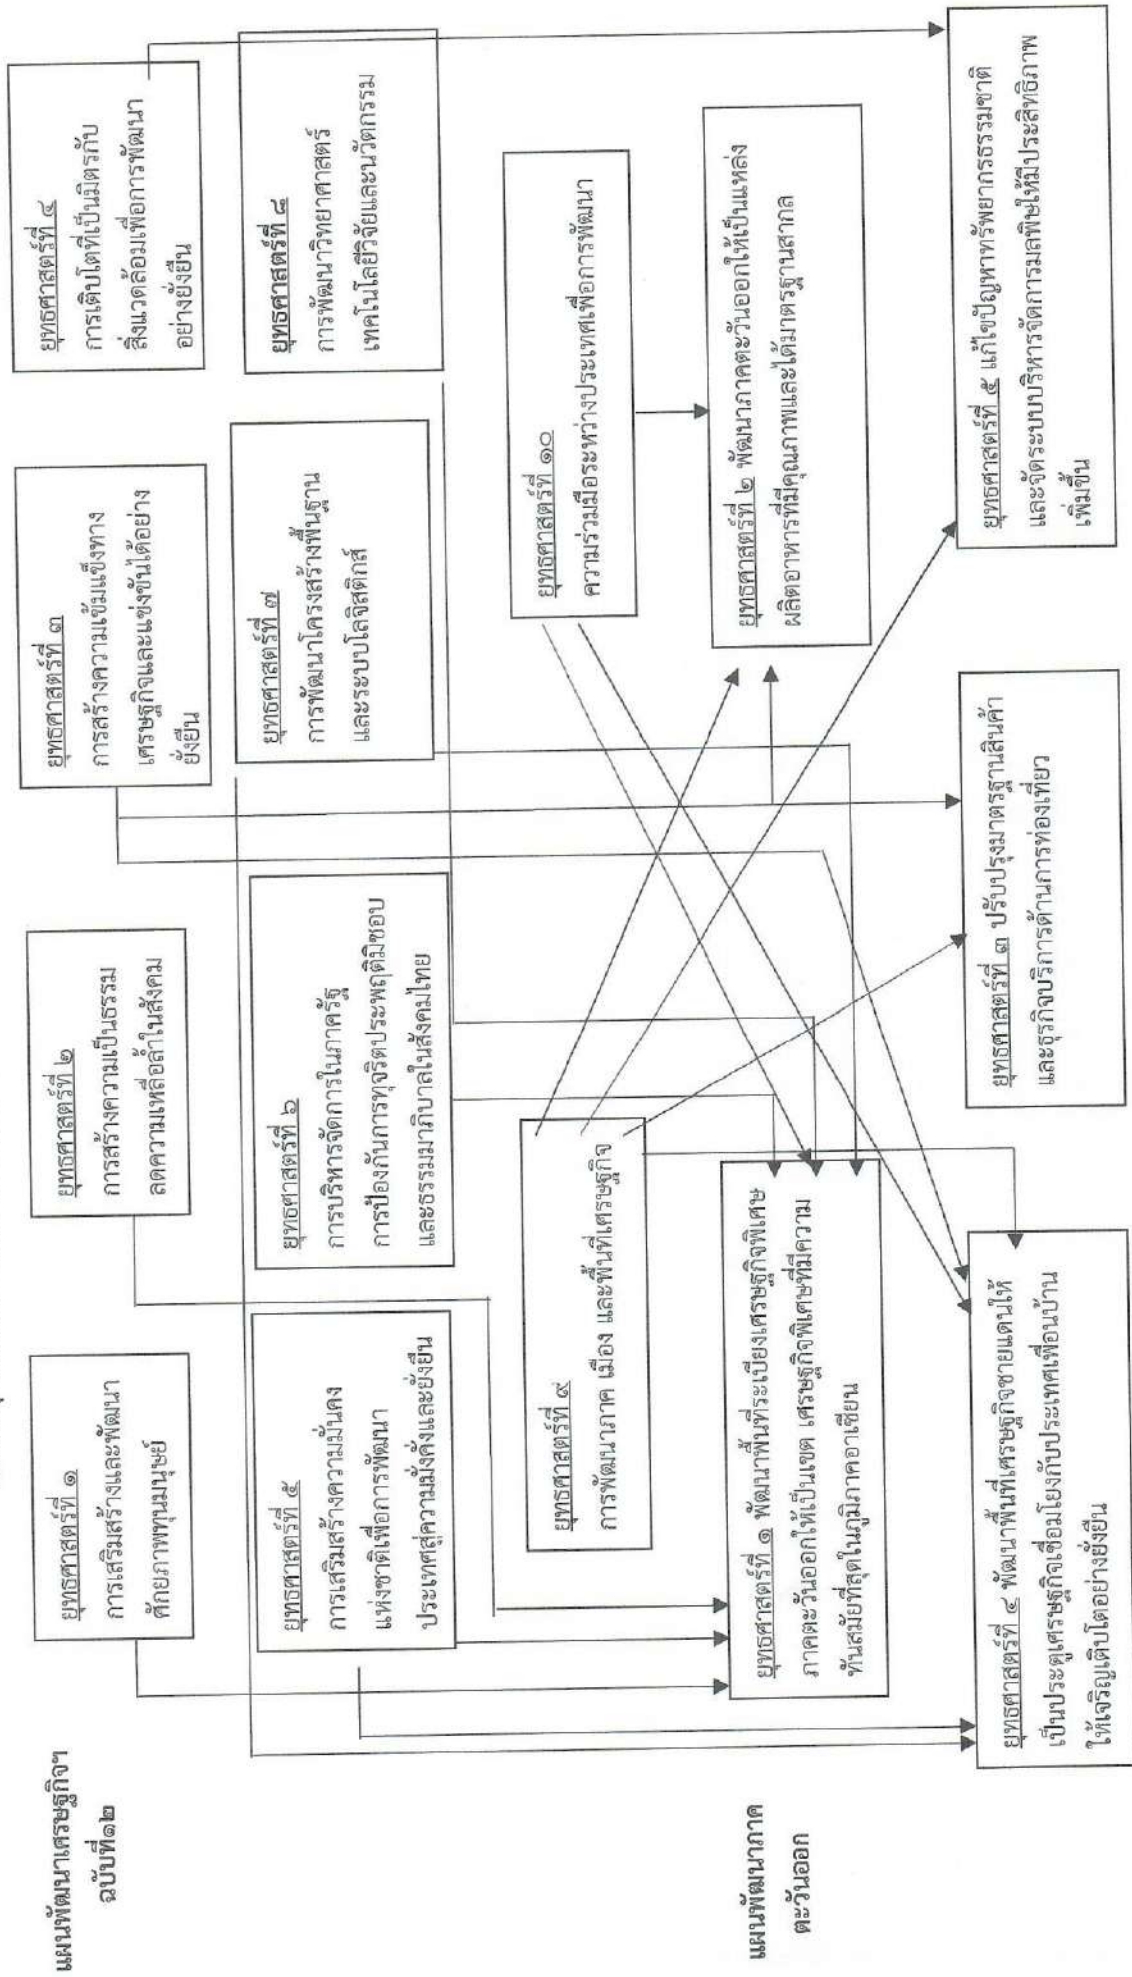 แผนพัฒนาเศรษฐกิจฯ
ฉบับที่๑๒
ยุทธศาสตร์ที่ ๑
การเสริมสร้างและพัฒนา
ศักยภาพทุนมนุษย์
ยุทธศาสตร์ที่ ๒
การสร้างความเป็นธรรม
ลดความเหลื่อล้ำในสังคม
ยุทธศาสตร์ที่ ๓
การสร้างความเข้มแข็งทาง
เศรษฐกิจและแข่งขันได้อย่าง
ยั่งยืน
ยุทธศาสตร์ที่ ๔
การเติบโตที่เป็นมิตรกับ
สิ่งแวดล้อมเพื่อการพัฒนา
อย่างยั่งยืน
ยุทธศาสตร์ที่ ๕
การเสริมสร้างความมั่นคง
แห่งชาติเพื่อการพัฒนา
ประเทศสู่ความมั่งคั่งและยั่งยืน
ยุทธศาสตร์ที่ ๖
การบริหารจัดการในภาครัฐ
การป้องกันการทุจริตประพฤติมิชอบ
และธรรมมาภิบาลในสังคมไทย
ยุทธศาสตร์ที่ ๗
การพัฒนาโครงสร้างพื้นฐาน
และระบบโลจิสติกส์
ยุทธศาสตร์ที่ ๘
การพัฒนาวิทยาศาสตร์
เทคโนโลยีวิจัยและนวัตกรรม
ยุทธศาสตร์ที่ ๙
การพัฒนาภาค เมือง และพื้นที่เศรษฐกิจ
ยุทธศาสตร์ที่ ๑๐
ความร่วมมือระหว่างประเทศเพื่อการพัฒนา
แผนพัฒนาภาค
ตะวันออก
ยุทธศาสตร์ที่ ๑ พัฒนาพื้นที่ระเบียงเศรษฐกิจพิเศษ
ภาคตะวันออกให้เป็นเขต เศรษฐกิจพิเศษที่มีความ
ทันสมัยที่สุดในภูมิภาคอาเซียน
ยุทธศาสตร์ที่ ๒ พัฒนาภาคตะวันออกให้เป็นแหล่ง
ผลิตอาหารที่มีคุณภาพและได้มาตรฐานสากล
ยุทธศาสตร์ที่ ๔ พัฒนาพื้นที่เศรษฐกิจชายแดนให้
เป็นประตูเศรษฐกิจเชื่อมโยงกับประเทศเพื่อนบ้าน
ให้เจริญเติบโตอย่างยั่งยืน
ยุทธศาสตร์ที่ ๓ ปรับปรุงมาตรฐานสินค้า
และธุรกิจบริการด้านการท่องเที่ยว
ยุทธศาสตร์ที่ ๕ แก้ไขปัญหาทรัพยากรธรรมชาติ
และจัดระบบบริหารจัดการมลพิษให้มีประสิทธิภาพ
เพิ่มขึ้น